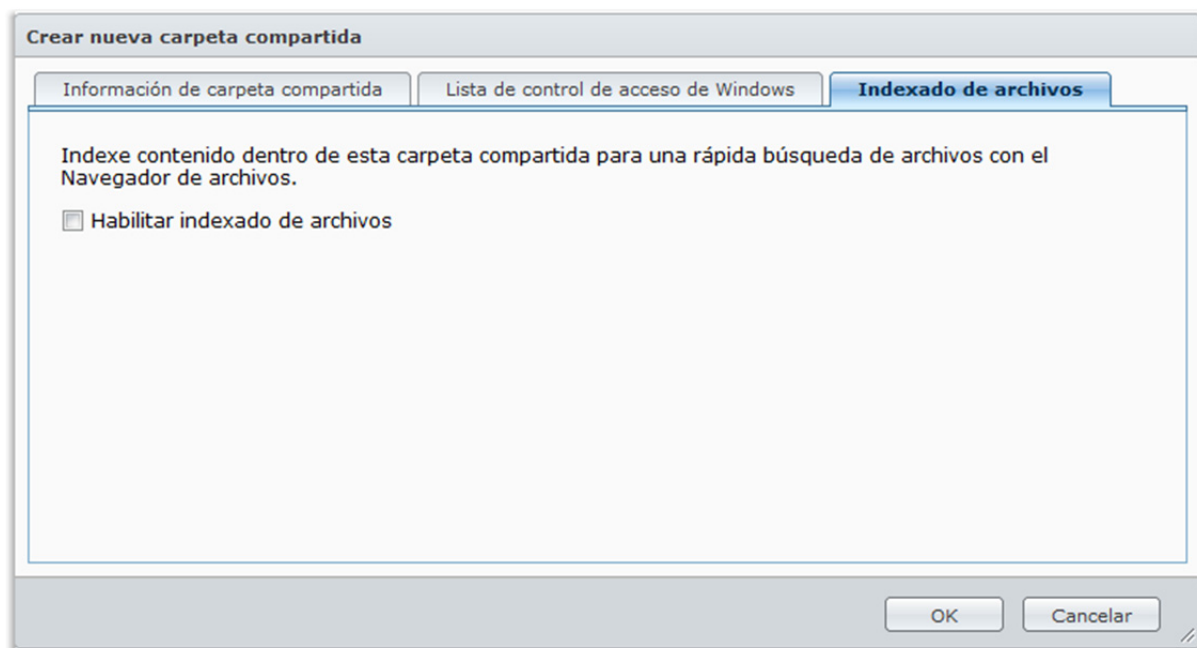 Crear nueva carpeta compartida
Información de carpeta compartida
Lista de control de acceso de Windows
Indexado de archivos
Indexe contenido dentro de esta carpeta compartida para una rápida búsqueda de archivos con el
Navegador de archivos.
Habilitar indexado de archivos
OK
Cancelar